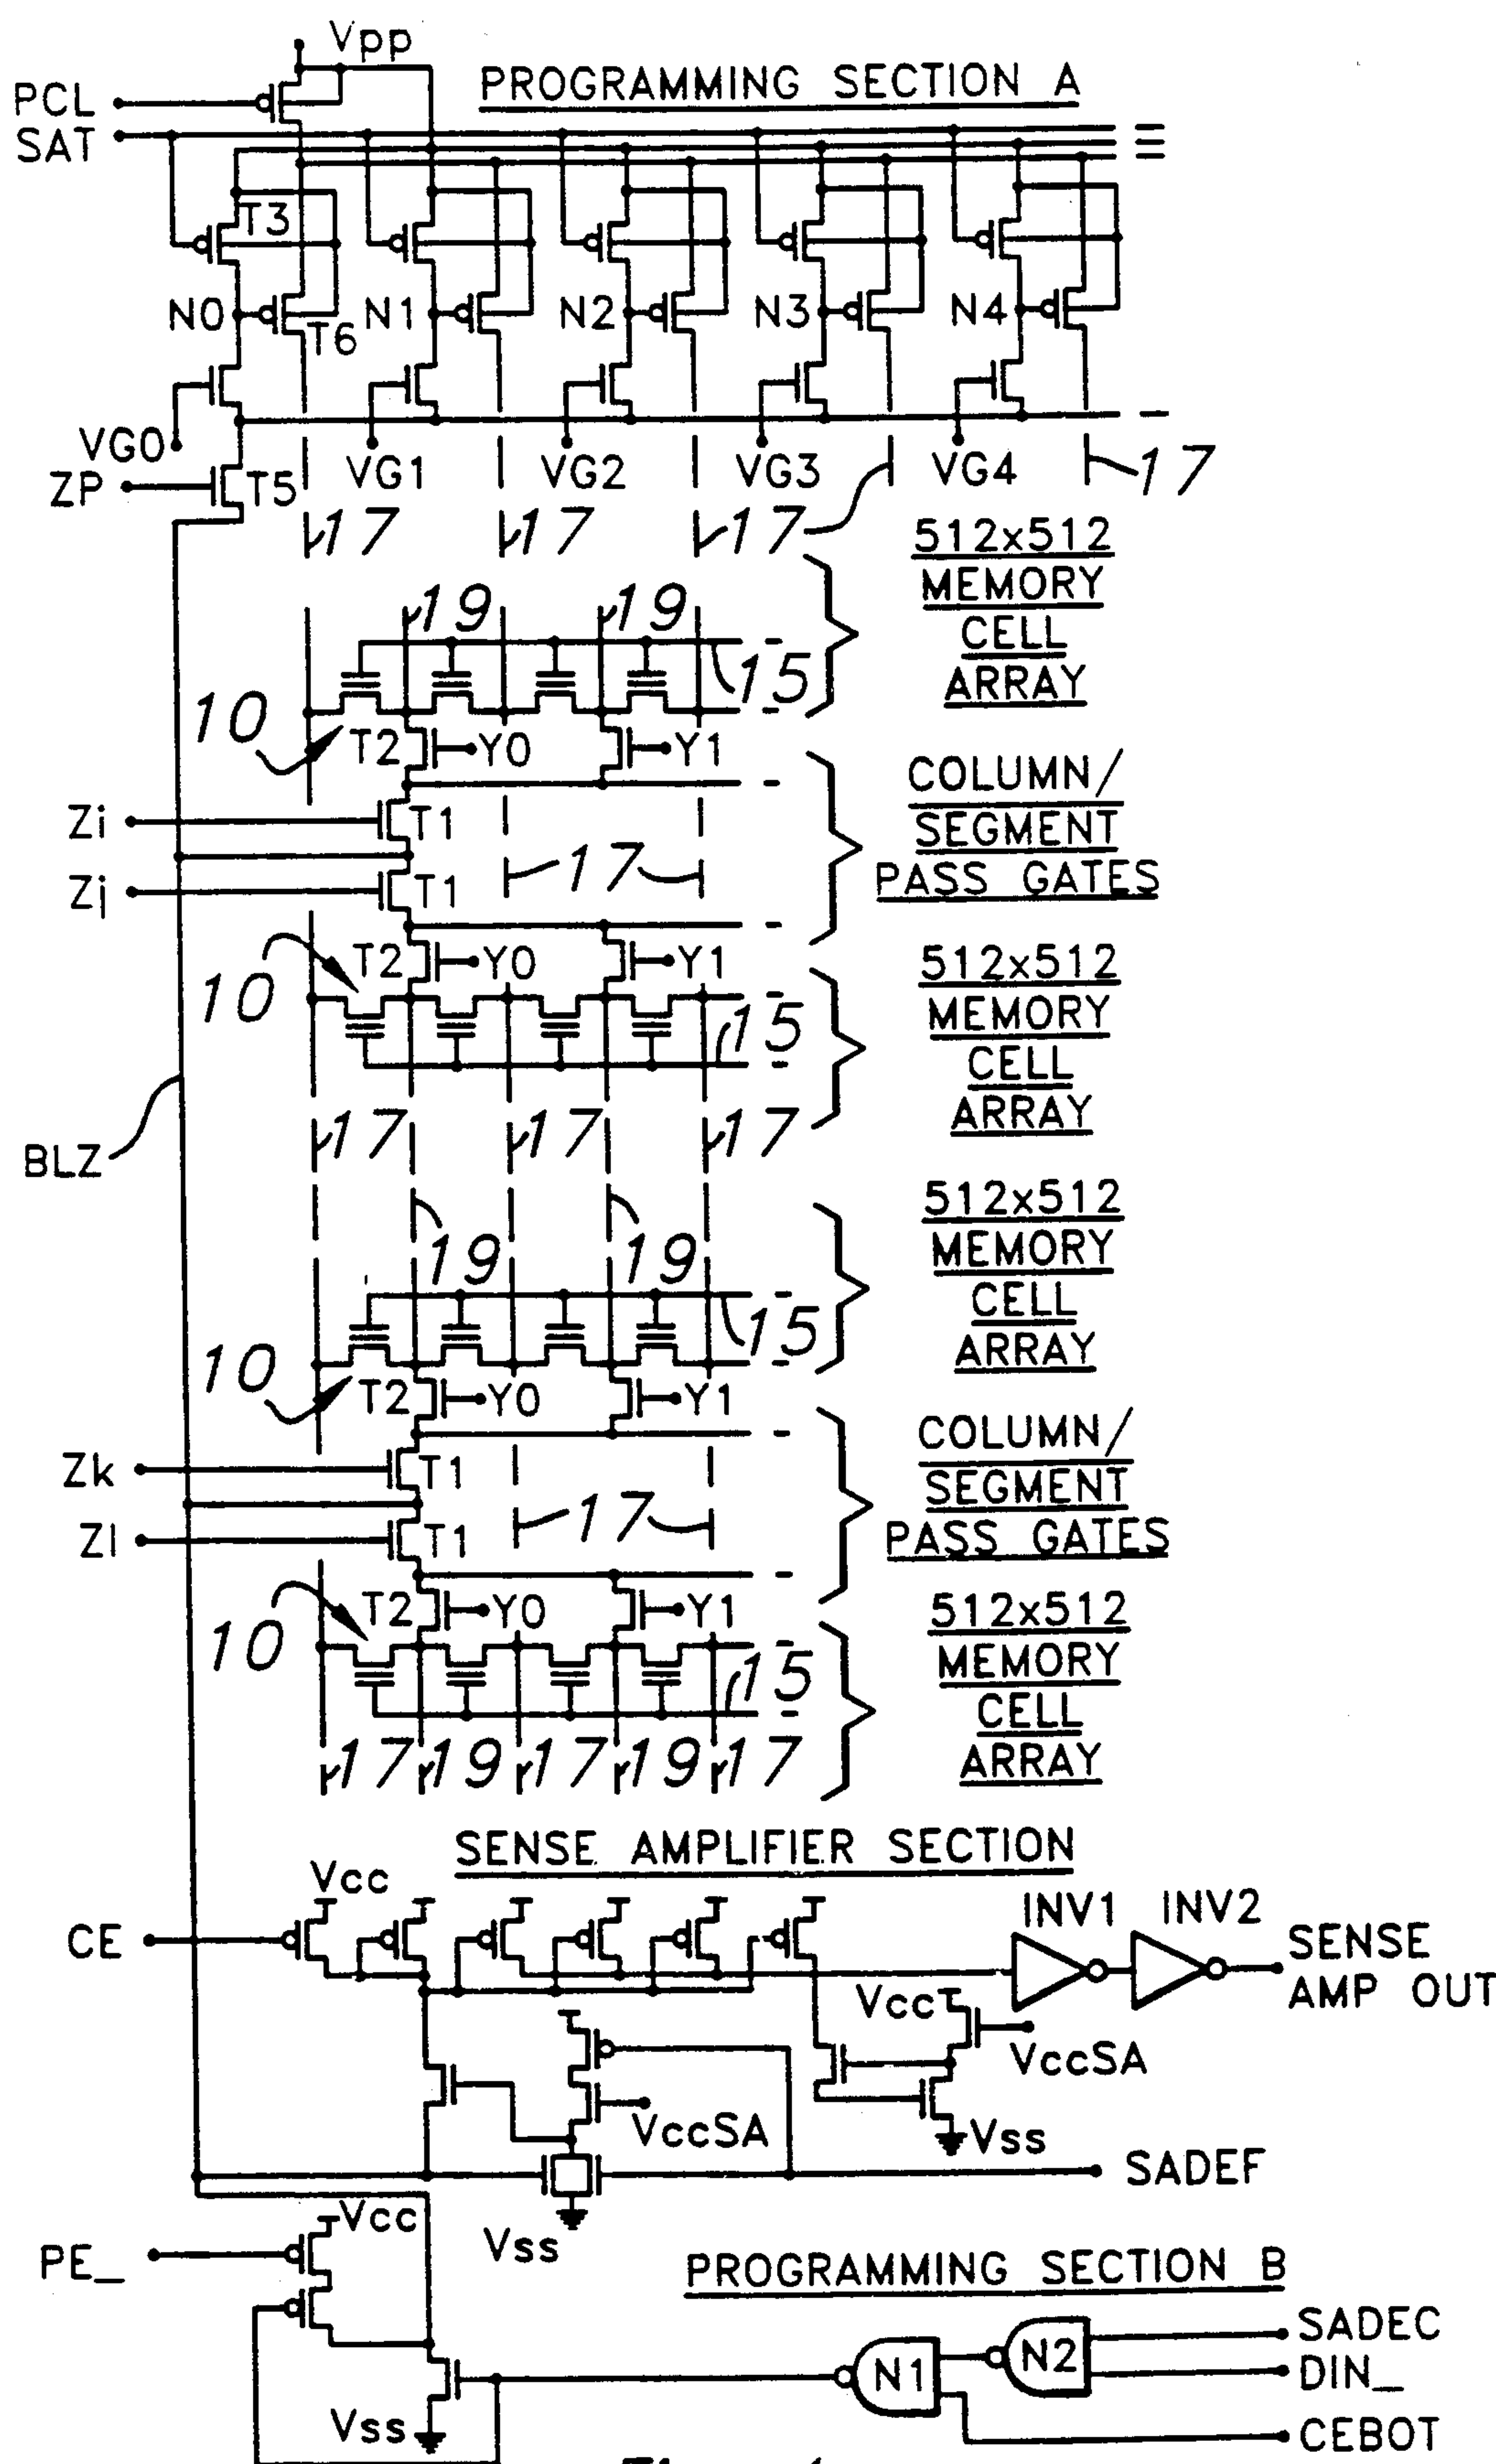 Vpp
PROGRAMMING SECTION A
PCL
SAT
T3
N0
T6
N1
N2
N3
N4
VG0
VG1
VG2
VG3
VG4
17
ZP
T5
17
17
17
512x512
MEMORY
CELL
ARRAY
19
19
15
10
T2
Y0
Y1
COLUMN/
SEGMENT
PASS GATES
Zi
T1
17
Zj
T1
T2
Y0
Y1
512x512
MEMORY
CELL
ARRAY
10
15
17
17
17
BLZ
512x512
MEMORY
CELL
ARRAY
19
19
15
10
T2
Y0
Y1
COLUMN/
SEGMENT
PASS GATES
Zk
T1
17
Zl
T1
T2
Y0
Y1
512x512
MEMORY
CELL
ARRAY
10
15
17
19
17
19
17
SENSE AMPLIFIER SECTION
Vcc
INV1
INV2
CE
SENSE
AMP OUT
Vcc
VccSA
VccSA
Vss
SADEF
Vcc
Vss
PE_
PROGRAMMING SECTION B
SADEC
N1
N2
DIN_
Vss
CEBOT